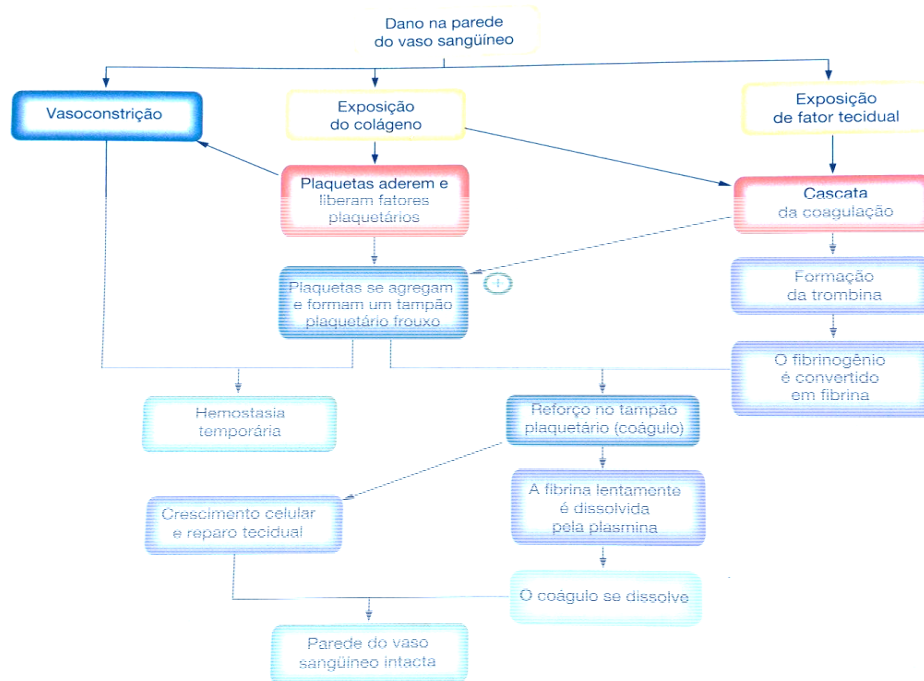 Dano na parede
do vaso sangüíneo
Vasoconstrição
Exposição
do colágeno
Exposição
de fator tecidual
Plaquetas aderem e
liberam fatores
plaquetários
Cascata
da coagulação
Plaquetas se agregam
e formam um tampão
plaquetário frouxo
+
Formação
da trombina
O fibrinogênio
é convertido
em fibrina
Hemostasia
temporária
Reforço no tampão
plaquetário (coágulo)
Crescimento celular
e reparo tecidual
A fibrina lentamente
é dissolvida
pela plasmina
O coágulo se dissolve
Parede do vaso
sangüíneo intacta